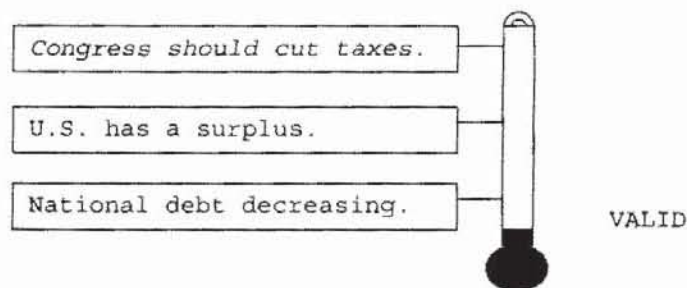 Congress should cut taxes.
U.S. has a surplus.
National debt decreasing.
VALID